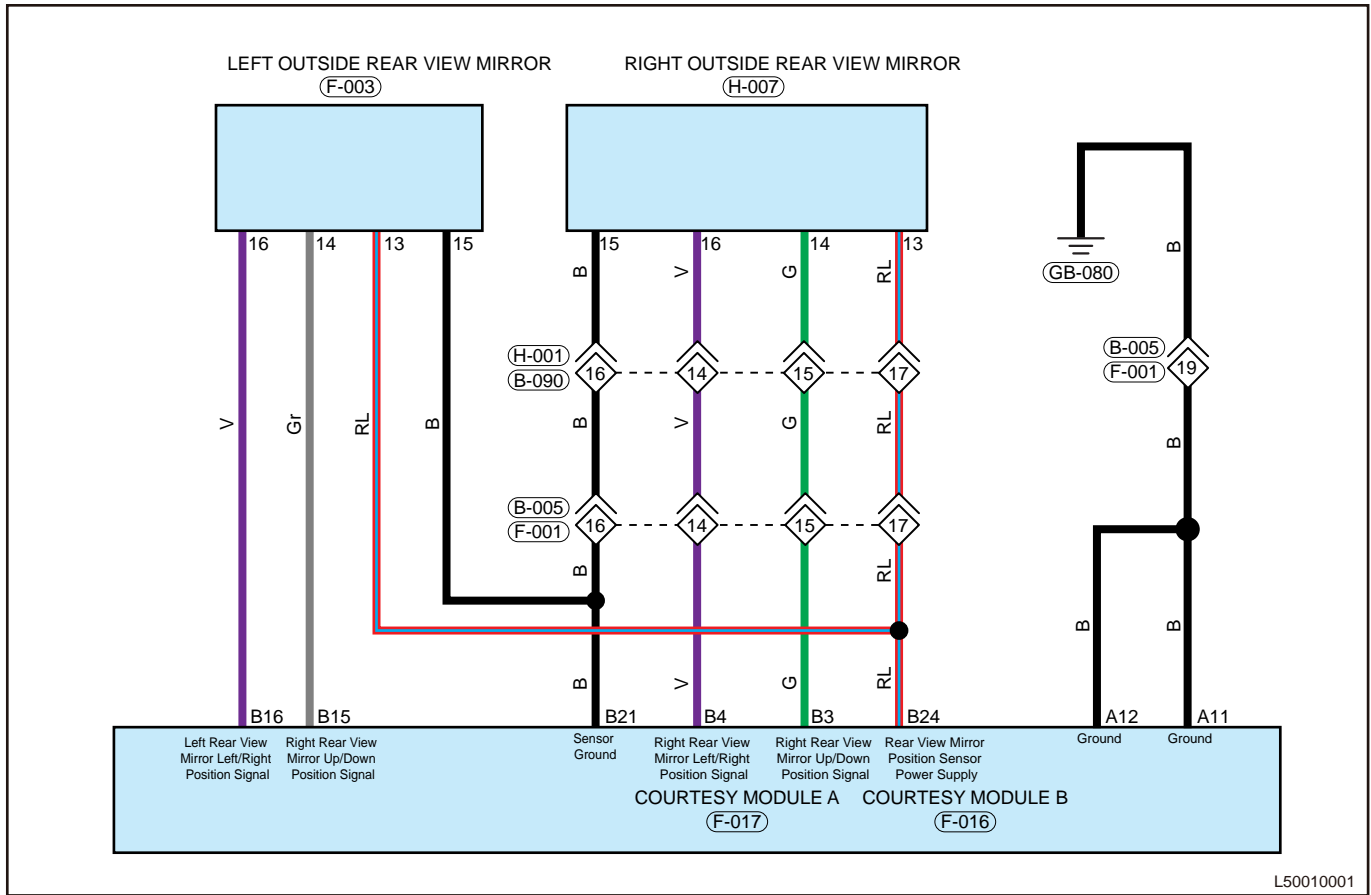 LEFT OUTSIDE REAR VIEW MIRROR
F-003
RIGHT OUTSIDE REAR VIEW MIRROR
H-007
16 14 13 15
15 16 14 13
B V G RL B
GB-080
H-001
B-090
16 14 15 17
B-005
F-001
19
V Gr RL B
B V G RL B
B-005
F-001
16 14 15 17
B RL
B V G RL B B
B16 B15 B21 B4 B3 B24 A12 A11
Left Rear View
Mirror Left/Right
Position Signal
Right Rear View
Mirror Up/Down
Position Signal
Sensor
Ground
Right Rear View
Mirror Left/Right
Position Signal
Right Rear View
Mirror Up/Down
Position Signal
Rear View Mirror
Position Sensor
Power Supply
Ground
Ground
COURTESY MODULE A
F-017
COURTESY MODULE B
F-016
L50010001